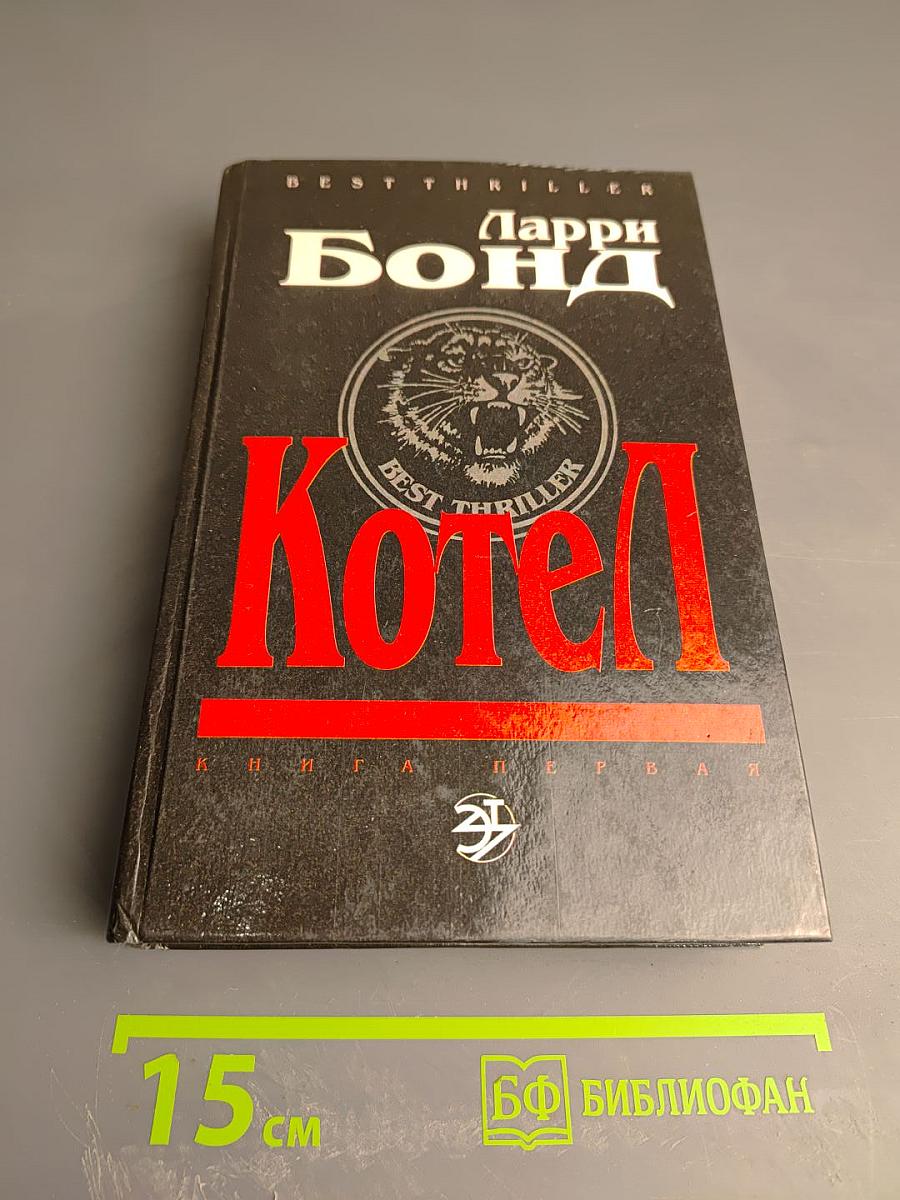 BEST THRILLER
Ларри
Бонд
BEST THRILLER
Котел
КНИГА ПЕРВАЯ
15 см
БФ БИБЛИОФАН